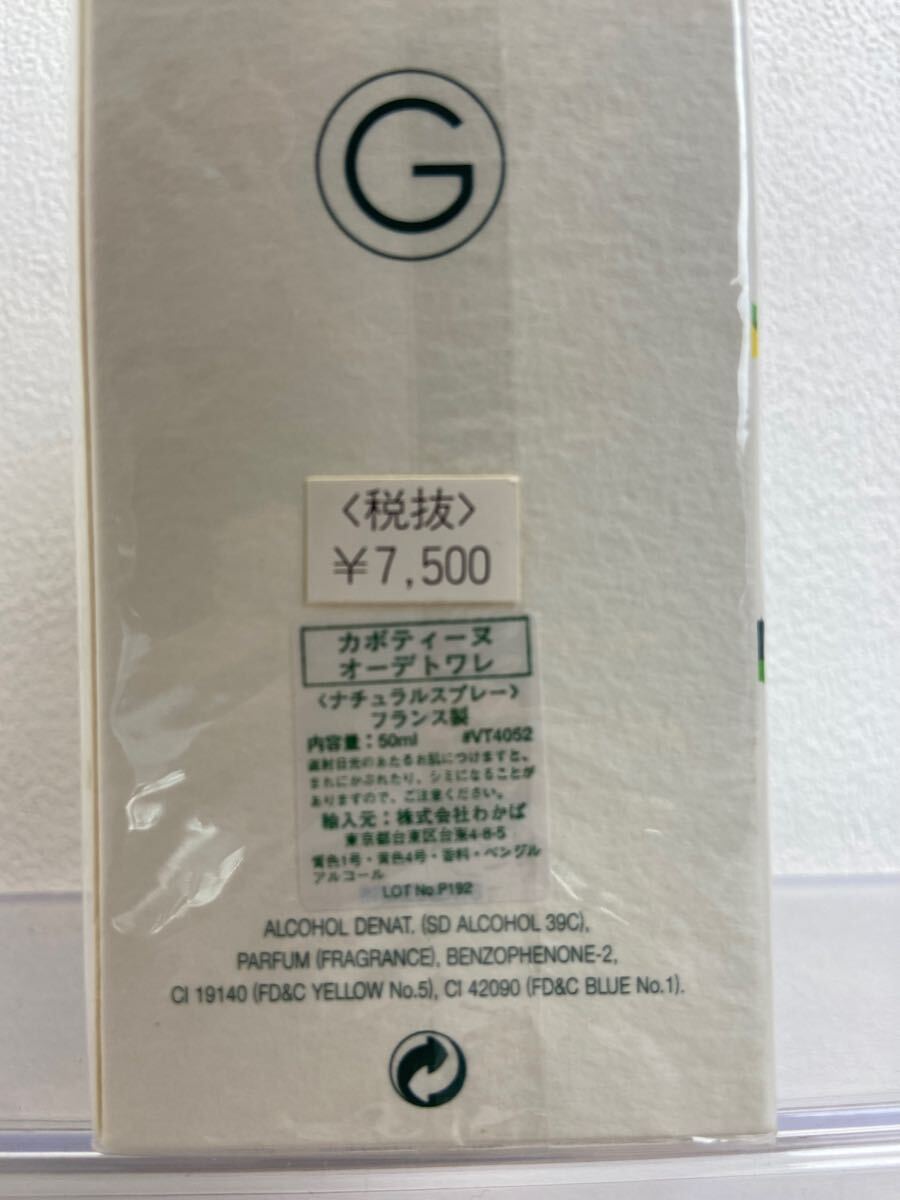 G
〈税抜〉
¥7,500
カボティーヌ
オーデトワレ
〈ナチュラルスプレー〉
フランス製
内容量：50ml #VT4052
直射日光のあたるお肌につけますと、
まれにかぶれたり、シミになることが
ありますので、ご注意ください。
輸入元：株式会社わかば
東京都台東区台東4-8-5
黄色1号・黄色4号・香料・ベンジル
アルコール
LOT No.P192
ALCOHOL DENAT. (SD ALCOHOL 39C),
PARFUM (FRAGRANCE), BENZOPHENONE-2,
CI 19140 (FD&C YELLOW No.5), CI 42090 (FD&C BLUE No.1).